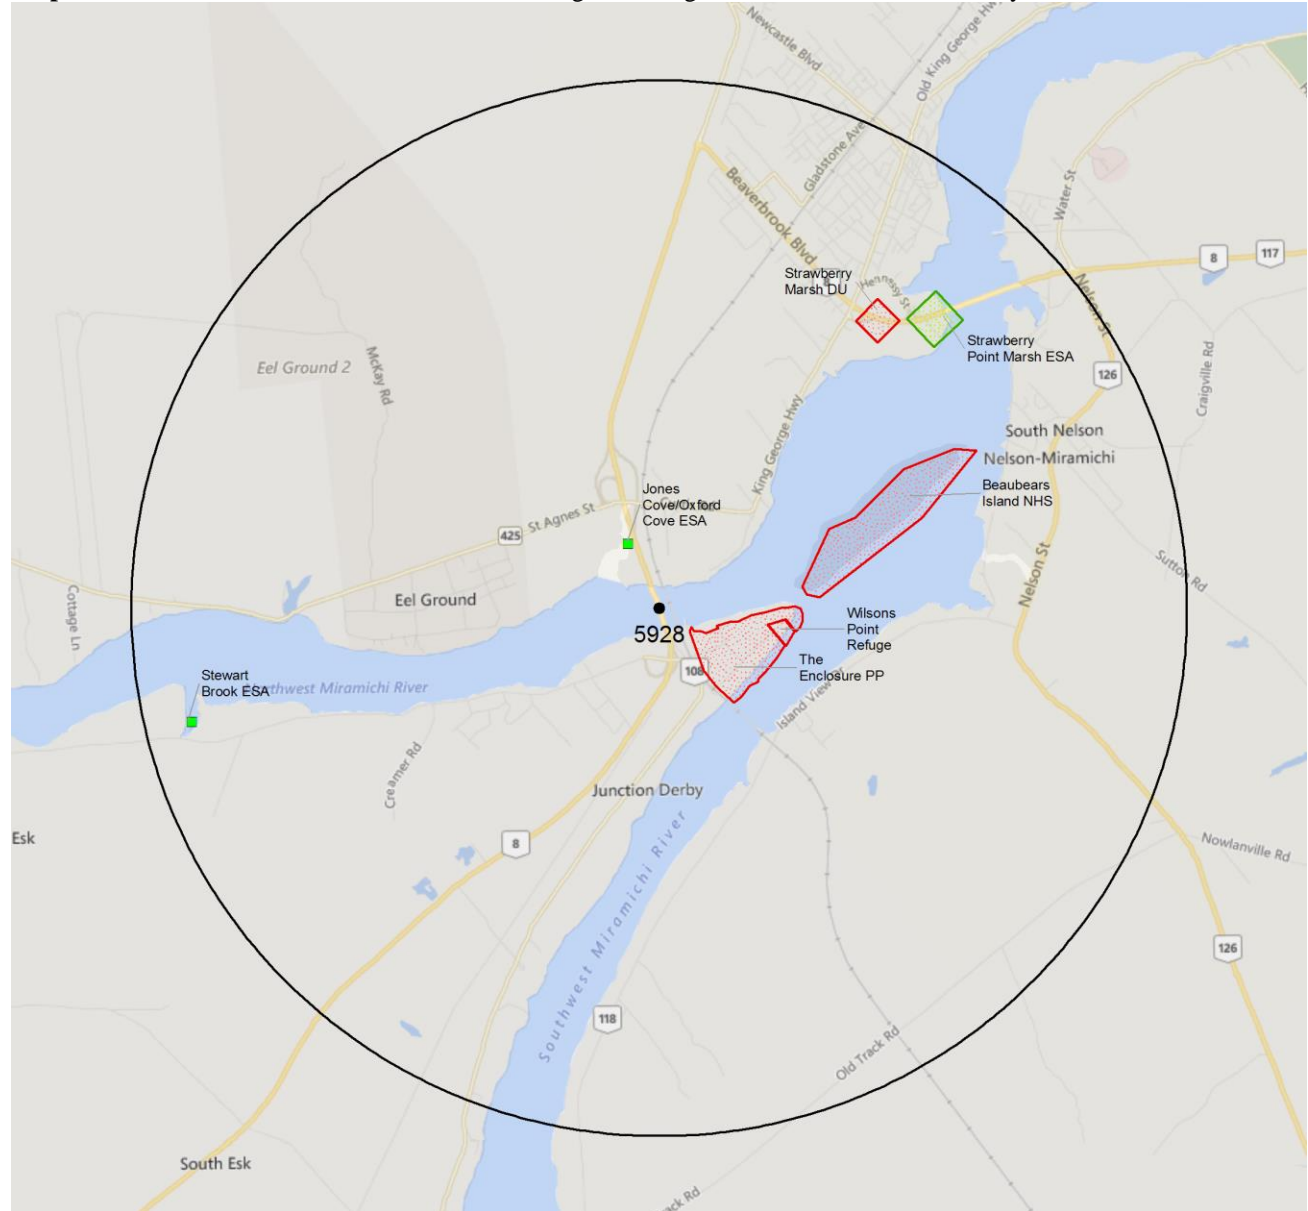 Newcastle Blvd
Old King George Hwy
Gladstone Ave
Water St
Beaverbrook Blvd
8
117
Strawberry
Marsh DU
Hennessy St
Nelson St
Strawberry
Point Marsh ESA
McKay Rd
Eel Ground 2
126
Craigville Rd
King George Hwy
South Nelson
Nelson-Miramichi
Beaubears
Island NHS
Jones
Cove/Oxford
Cove ESA
St Agnes St
425
Nelson St
Sutton Rd
Cottage Ln
Eel Ground
5928
Wilsons
Point
Refuge
The
Enclosure PP
108
Stewart
Brook ESA
Northwest Miramichi River
Island View Dr
Creamer Rd
Junction Derby
Esk
8
Nowlanville Rd
Southwest Miramichi River
126
118
Old Track Rd
South Esk
Track Rd